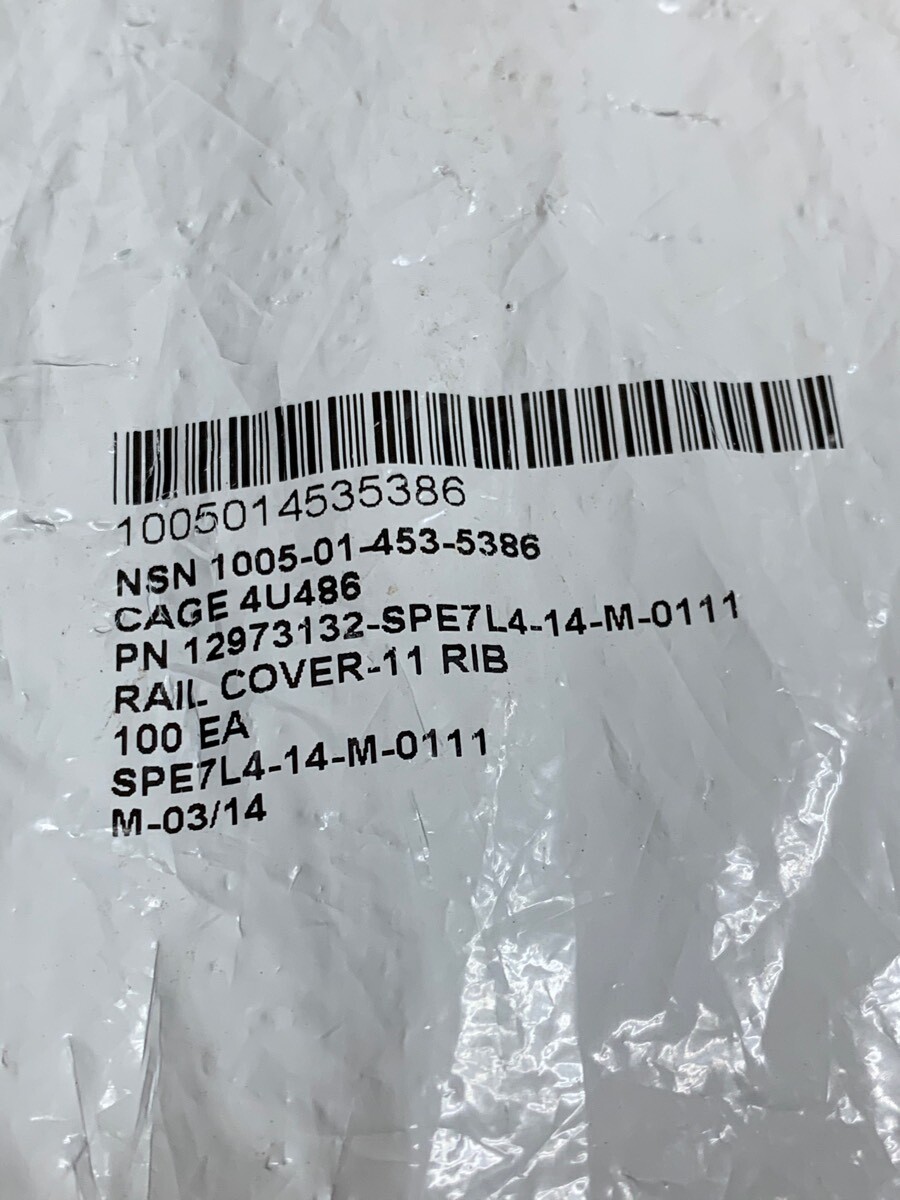 1005014535386
NSN 1005-01-453-5386
CAGE 4U486
PN 12973132-SPE7L4-14-M-0111
RAIL COVER-11 RIB
100 EA
SPE7L4-14-M-0111
M-03/14